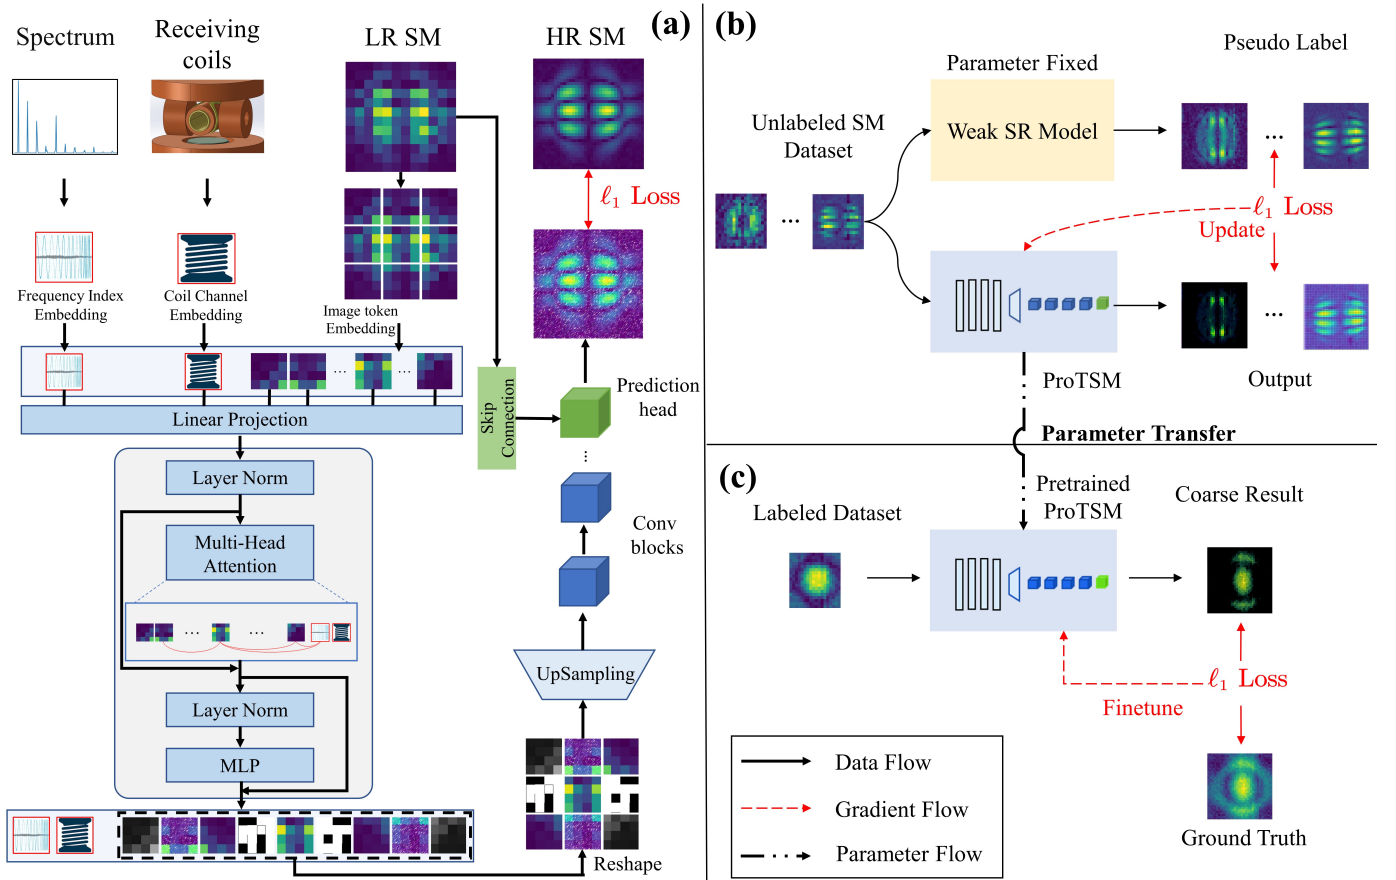 (a)
Spectrum
Receiving
coils
LR SM
HR SM
ℓ1 Loss
Frequency Index
Embedding
Coil Channel
Embedding
Image token
Embedding
Linear Projection
Skip
Connection
Prediction
head
...
Layer Norm
Multi-Head
Attention
Conv
blocks
Layer Norm
MLP
UpSampling
Reshape
(b)
Pseudo Label
Parameter Fixed
Weak SR Model
Unlabeled SM
Dataset
...
...
ℓ1 Loss
Update
...
ProTSM
Output
Parameter Transfer
(c)
Pretrained
ProTSM
Coarse Result
Labeled Dataset
ℓ1 Loss
Finetune
Ground Truth
Data Flow
Gradient Flow
Parameter Flow